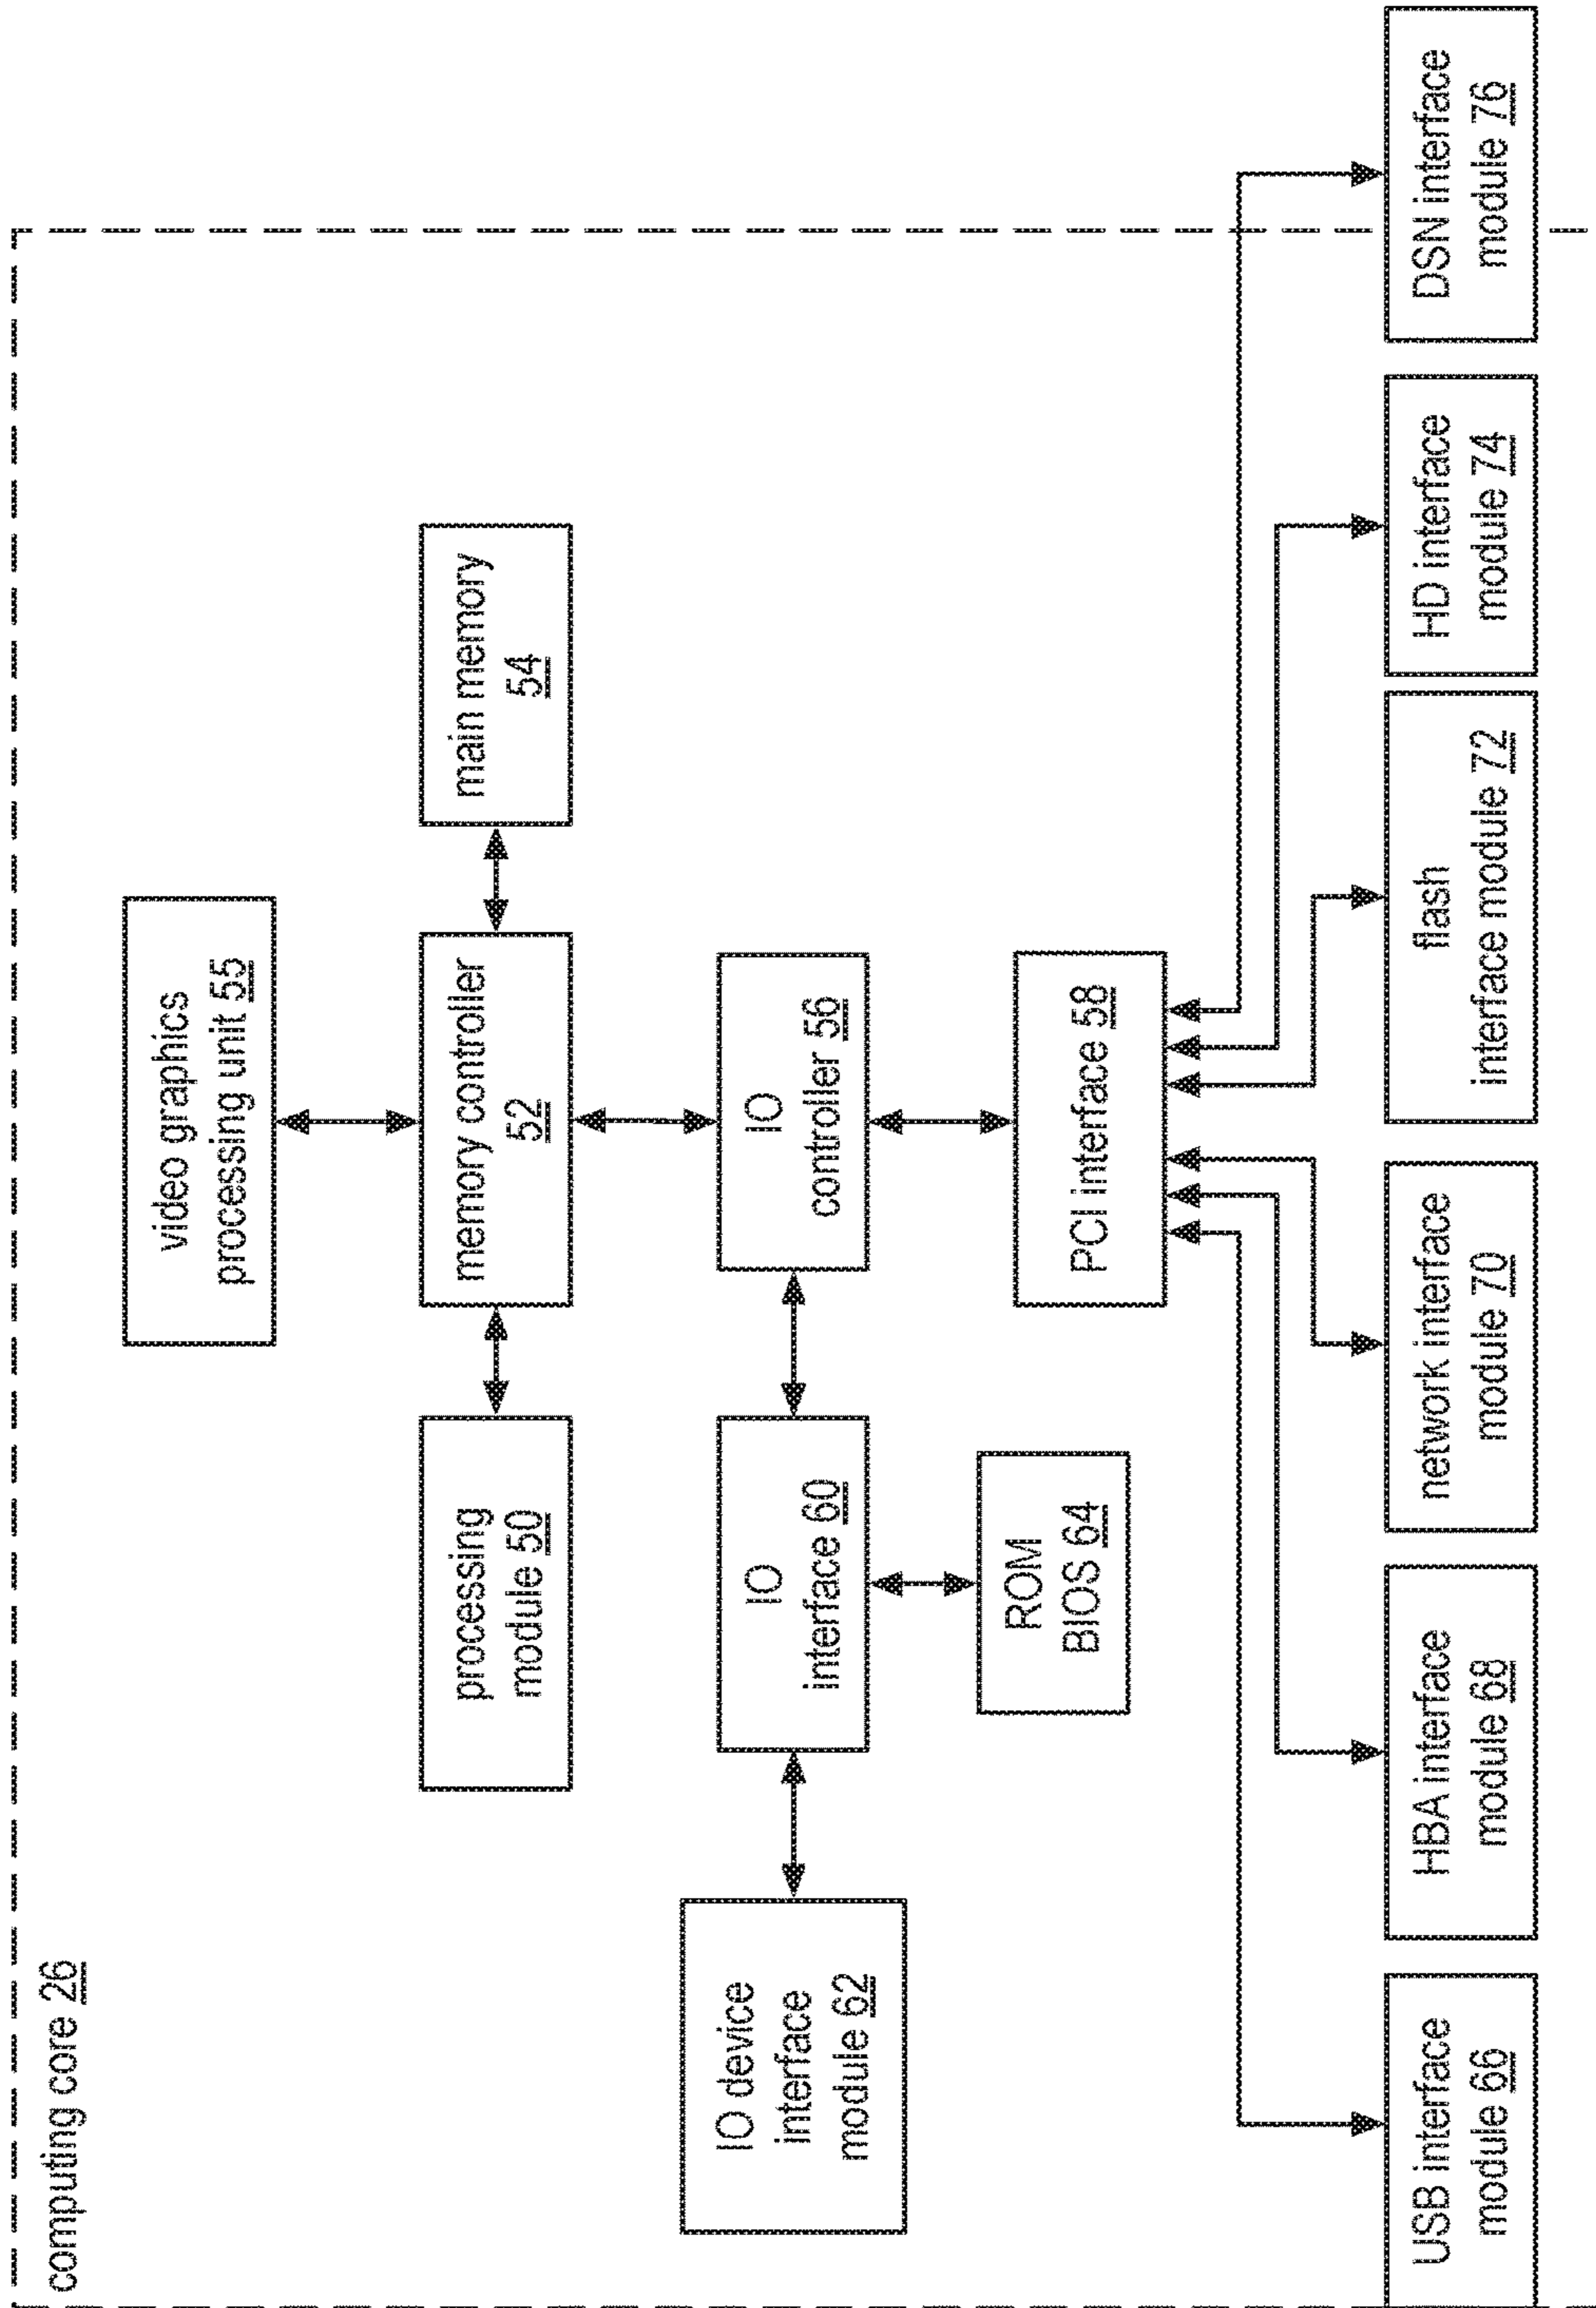 computing core 26
video graphics
processing unit 55
processing
module 50
memory controller
52
main memory
54
IO device
interface
module 62
IO
interface 60
IO
controller 56
ROM
BIOS 64
PCI interface 58
USB interface
module 66
HBA interface
module 68
network interface
module 70
flash
interface module 72
HD interface
module 74
DSN interface
module 76